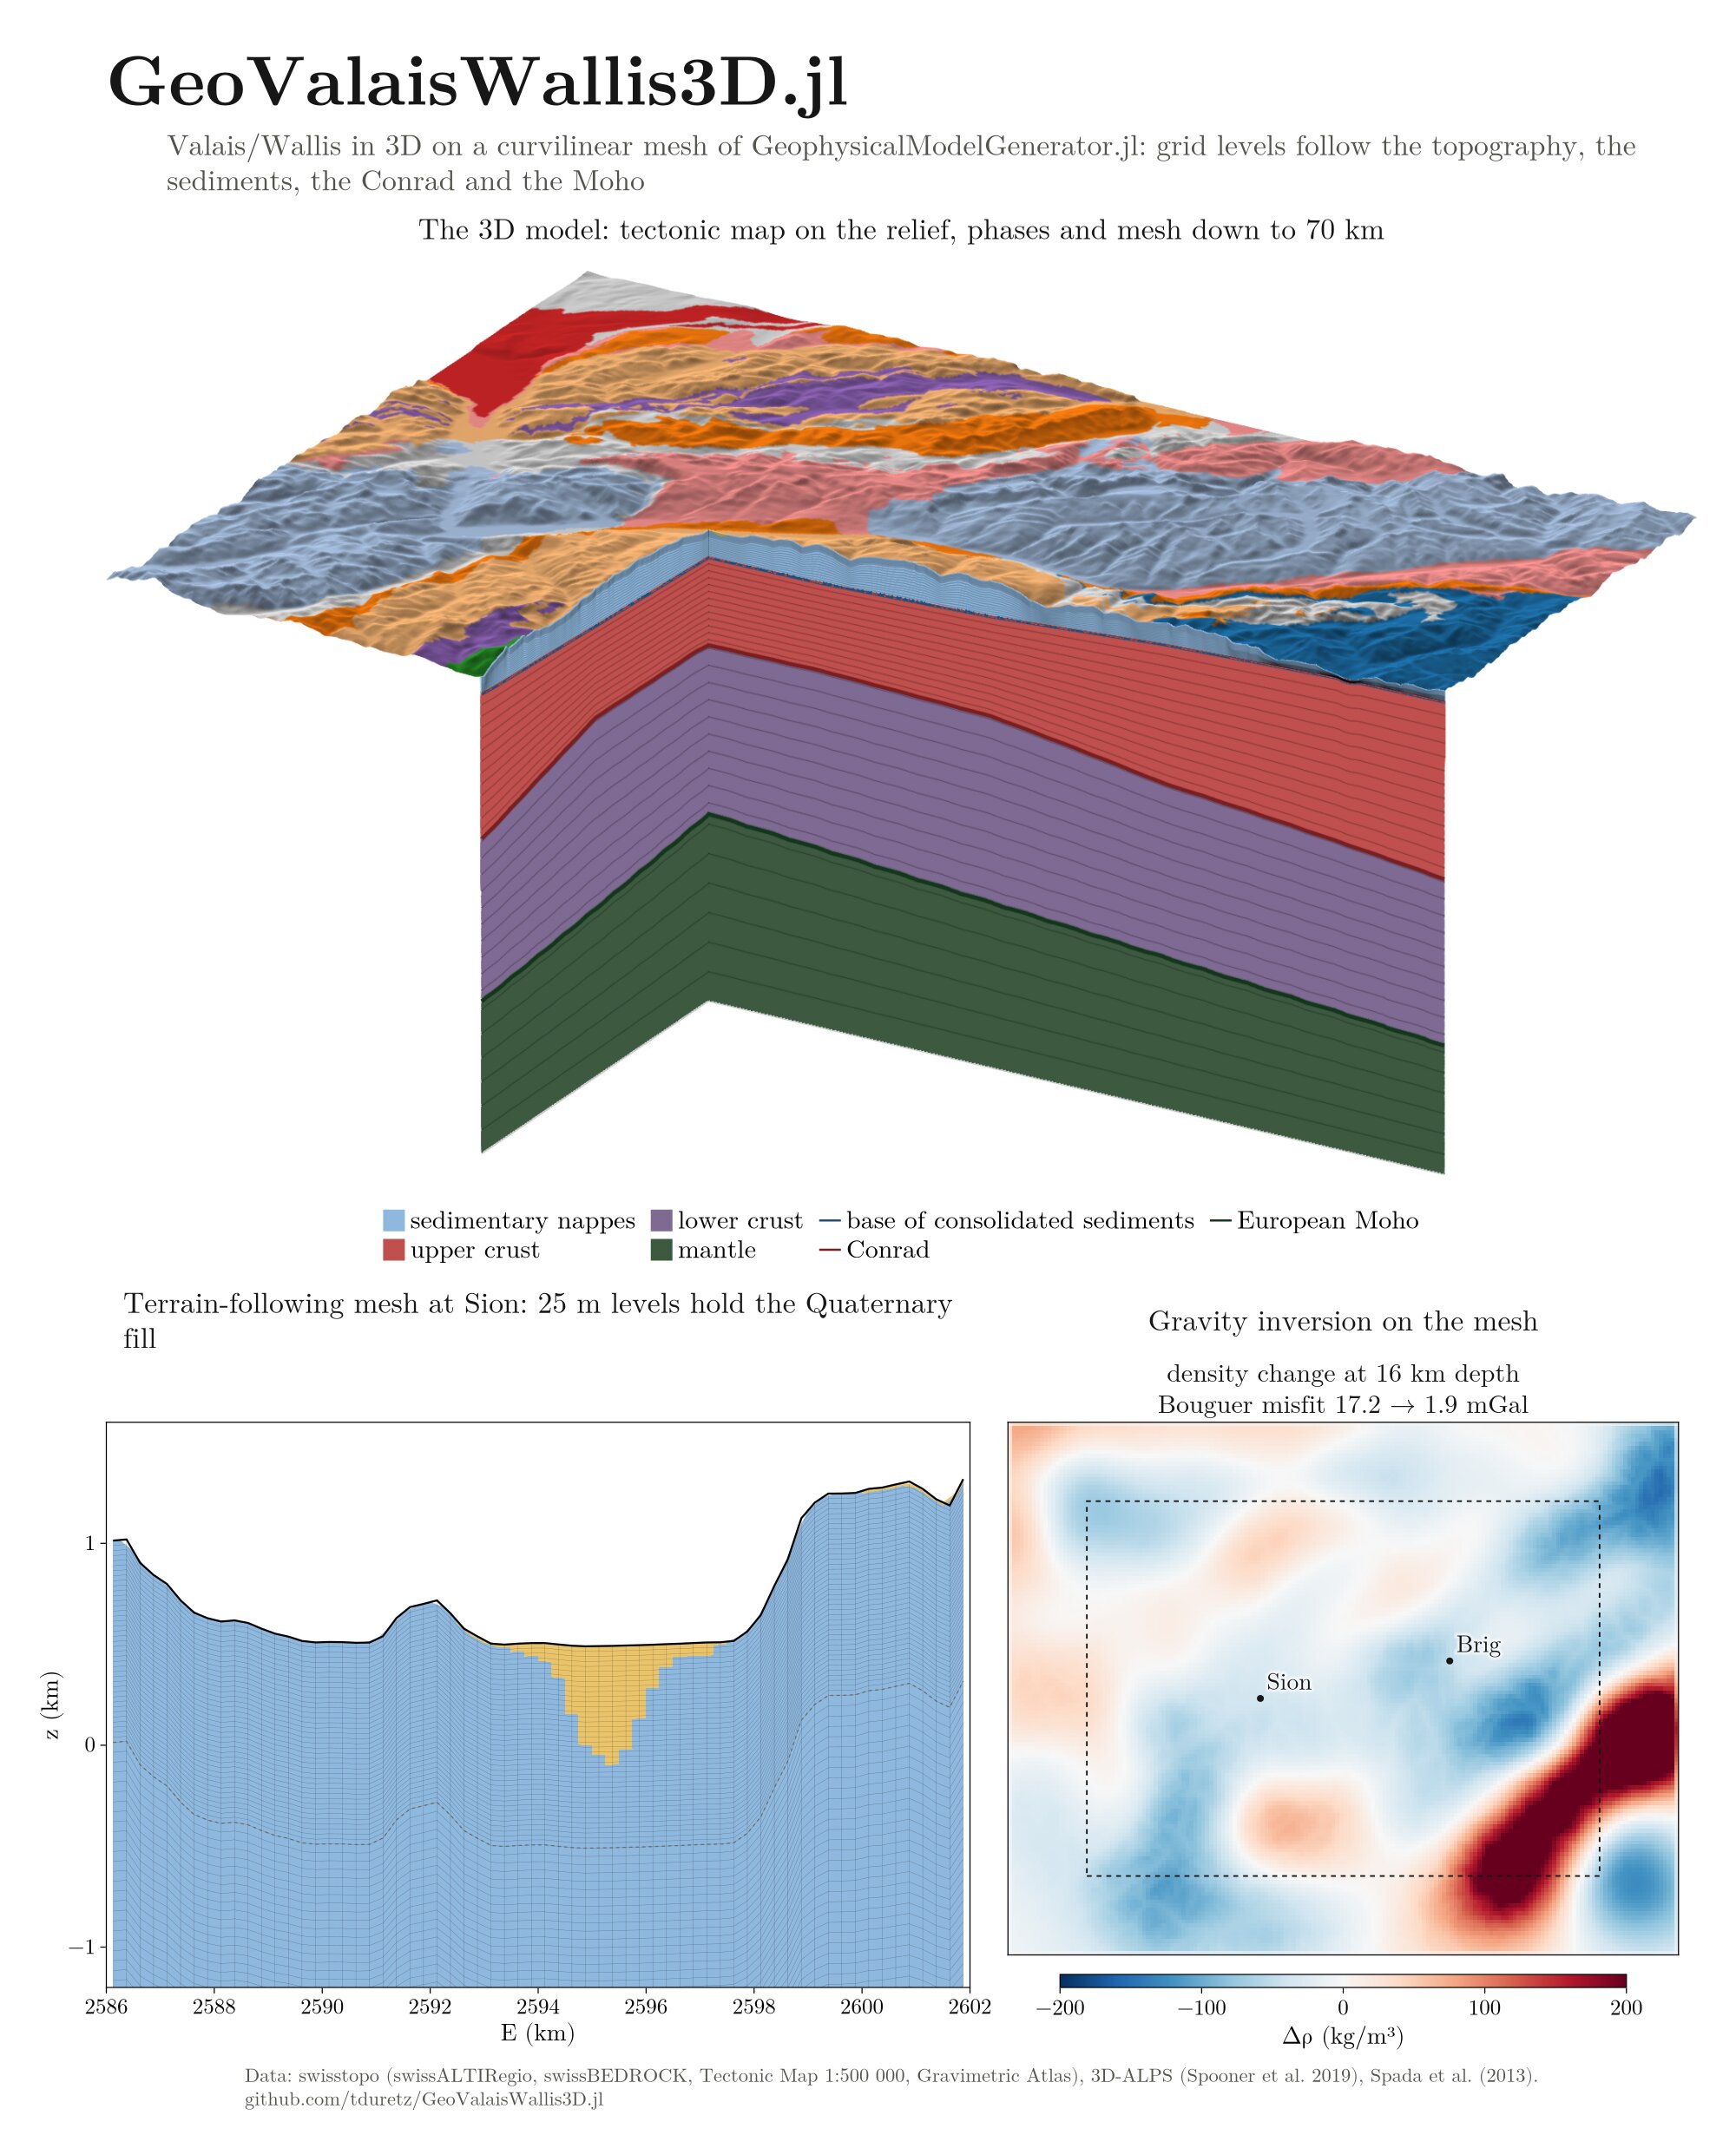 GeoValaisWallis3D.jl
Valais/Wallis in 3D on a curvilinear mesh of GeophysicalModelGenerator.jl: grid levels follow the topography, the
sediments, the Conrad and the Moho
The 3D model: tectonic map on the relief, phases and mesh down to 70 km
sedimentary nappes
lower crust
base of consolidated sediments
European Moho
upper crust
mantle
Conrad
Terrain-following mesh at Sion: 25 m levels hold the Quaternary
fill
z (km)
1
0
−1
2586
2588
2590
2592
2594
2596
2598
2600
2602
E (km)
Gravity inversion on the mesh
density change at 16 km depth
Bouguer misfit 17.2 → 1.9 mGal
Brig
Sion
−200
−100
0
100
200
Δρ (kg/m³)
Data: swisstopo (swissALTIRegio, swissBEDROCK, Tectonic Map 1:500 000, Gravimetric Atlas), 3D-ALPS (Spooner et al. 2019), Spada et al. (2013).
github.com/tduretz/GeoValaisWallis3D.jl